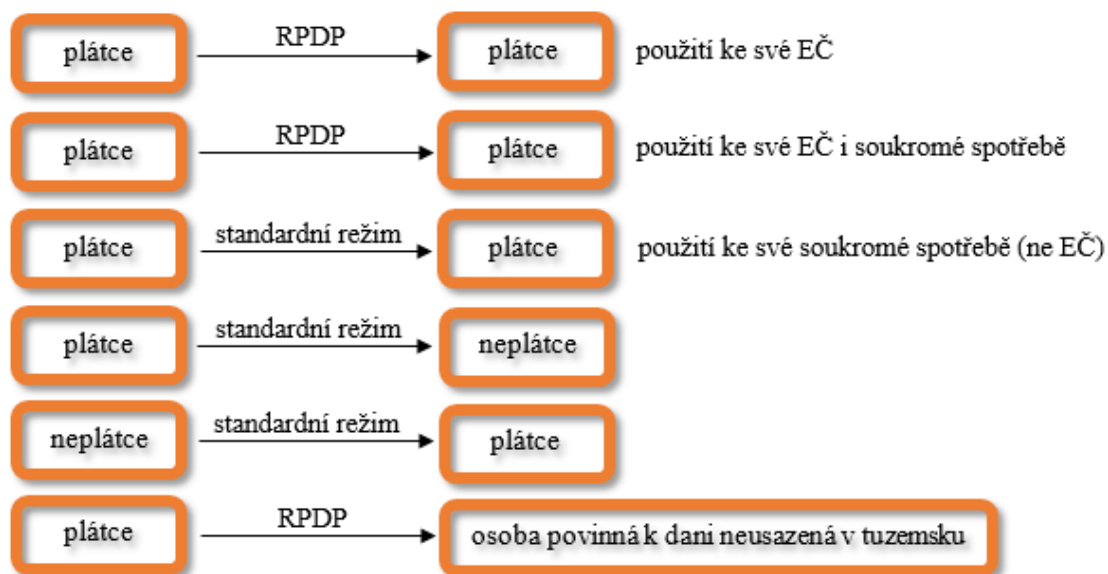 plátce RPDP plátce použití ke své EČ
plátce RPDP plátce použití ke své EČ i soukromé spotřebě
plátce standardní režim plátce použití ke své soukromé spotřebě (ne EČ)
plátce standardní režim neplátce
neplátce standardní režim plátce
plátce RPDP osoba povinná k dani neusazená v tuzemsku